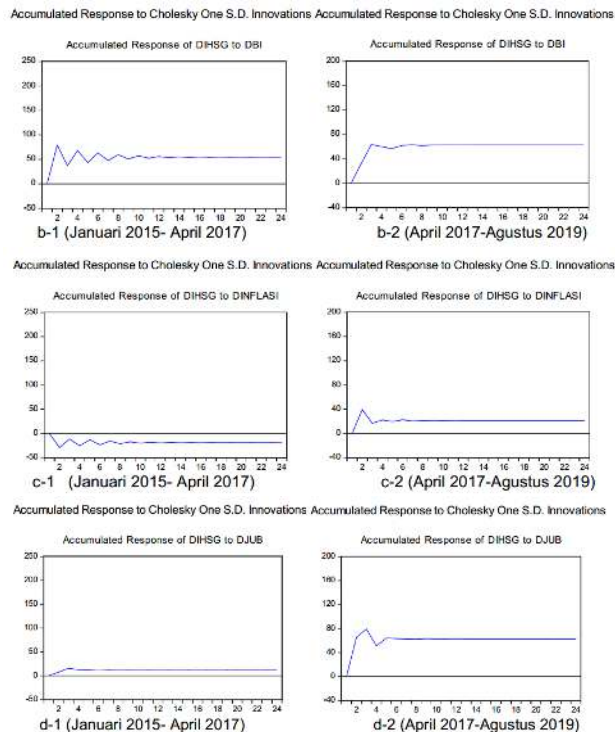 Accumulated Response to Cholesky One S.D. Innovations Accumulated Response to Cholesky One S.D. Innovations
Accumulated Response of DIHSG to DBI
250
200
150
100
50
0
-50
2 4 6 8 10 12 14 16 18 20 22 24
b-1 (Januari 2015- April 2017)
Accumulated Response of DIHSG to DBI
200
160
120
80
40
0
-40
2 4 6 8 10 12 14 16 18 20 22 24
b-2 (April 2017-Agustus 2019)
Accumulated Response to Cholesky One S.D. Innovations Accumulated Response to Cholesky One S.D. Innovations
Accumulated Response of DIHSG to DINFLASI
250
200
150
100
50
0
-50
2 4 6 8 10 12 14 16 18 20 22 24
c-1 (Januari 2015- April 2017)
Accumulated Response of DIHSG to DINFLASI
200
160
120
80
40
0
-40
2 4 6 8 10 12 14 16 18 20 22 24
c-2 (April 2017-Agustus 2019)
Accumulated Response to Cholesky One S.D. Innovations Accumulated Response to Cholesky One S.D. Innovations
Accumulated Response of DIHSG to DJUB
250
200
150
100
50
0
-50
2 4 6 8 10 12 14 16 18 20 22 24
d-1 (Januari 2015- April 2017)
Accumulated Response of DIHSG to DJUB
200
160
120
80
40
0
-40
2 4 6 8 10 12 14 16 18 20 22 24
d-2 (April 2017-Agustus 2019)